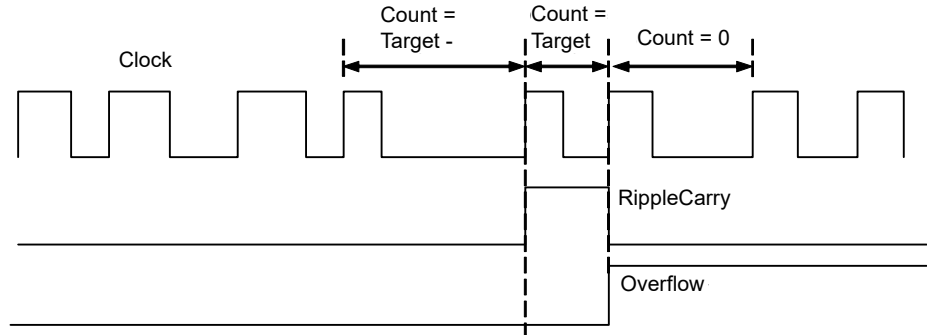 Count =
Target -
Count =
Target
Count = 0
Clock
RippleCarry
Overflow